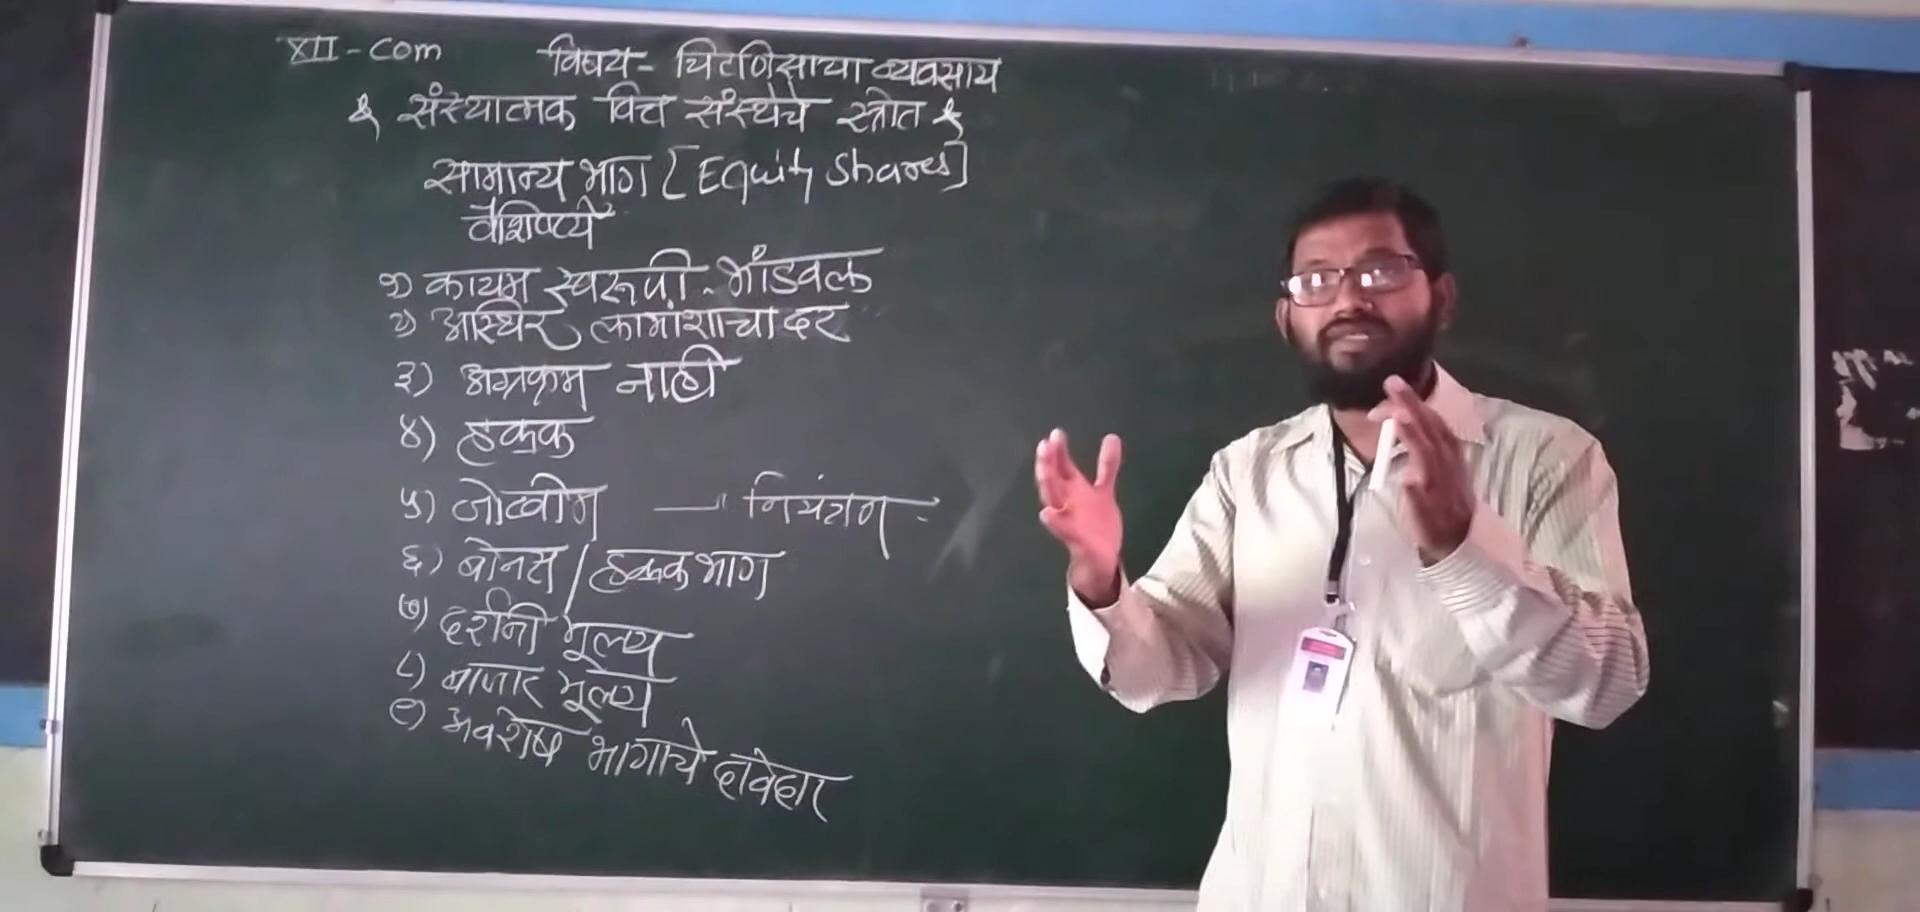 XII - Com विषय - चिटणिसाचा व्यवसाय
संस्थात्मक वित्त संस्थेचे स्त्रोत
सामान्य भाग [Equity Shares]
वैशिष्ट्ये
१) कायम स्वरूपी भांडवल
२) अस्थिर लाभांशाचा दर
३) अग्रक्रम नाही
४) हक्क
५) जोखीम → नियंत्रण
६) बोनस / हक्क भाग
७) दर्शनी मूल्य
८) बाजार मूल्य
९) अवशेष भागाचे दावेदार